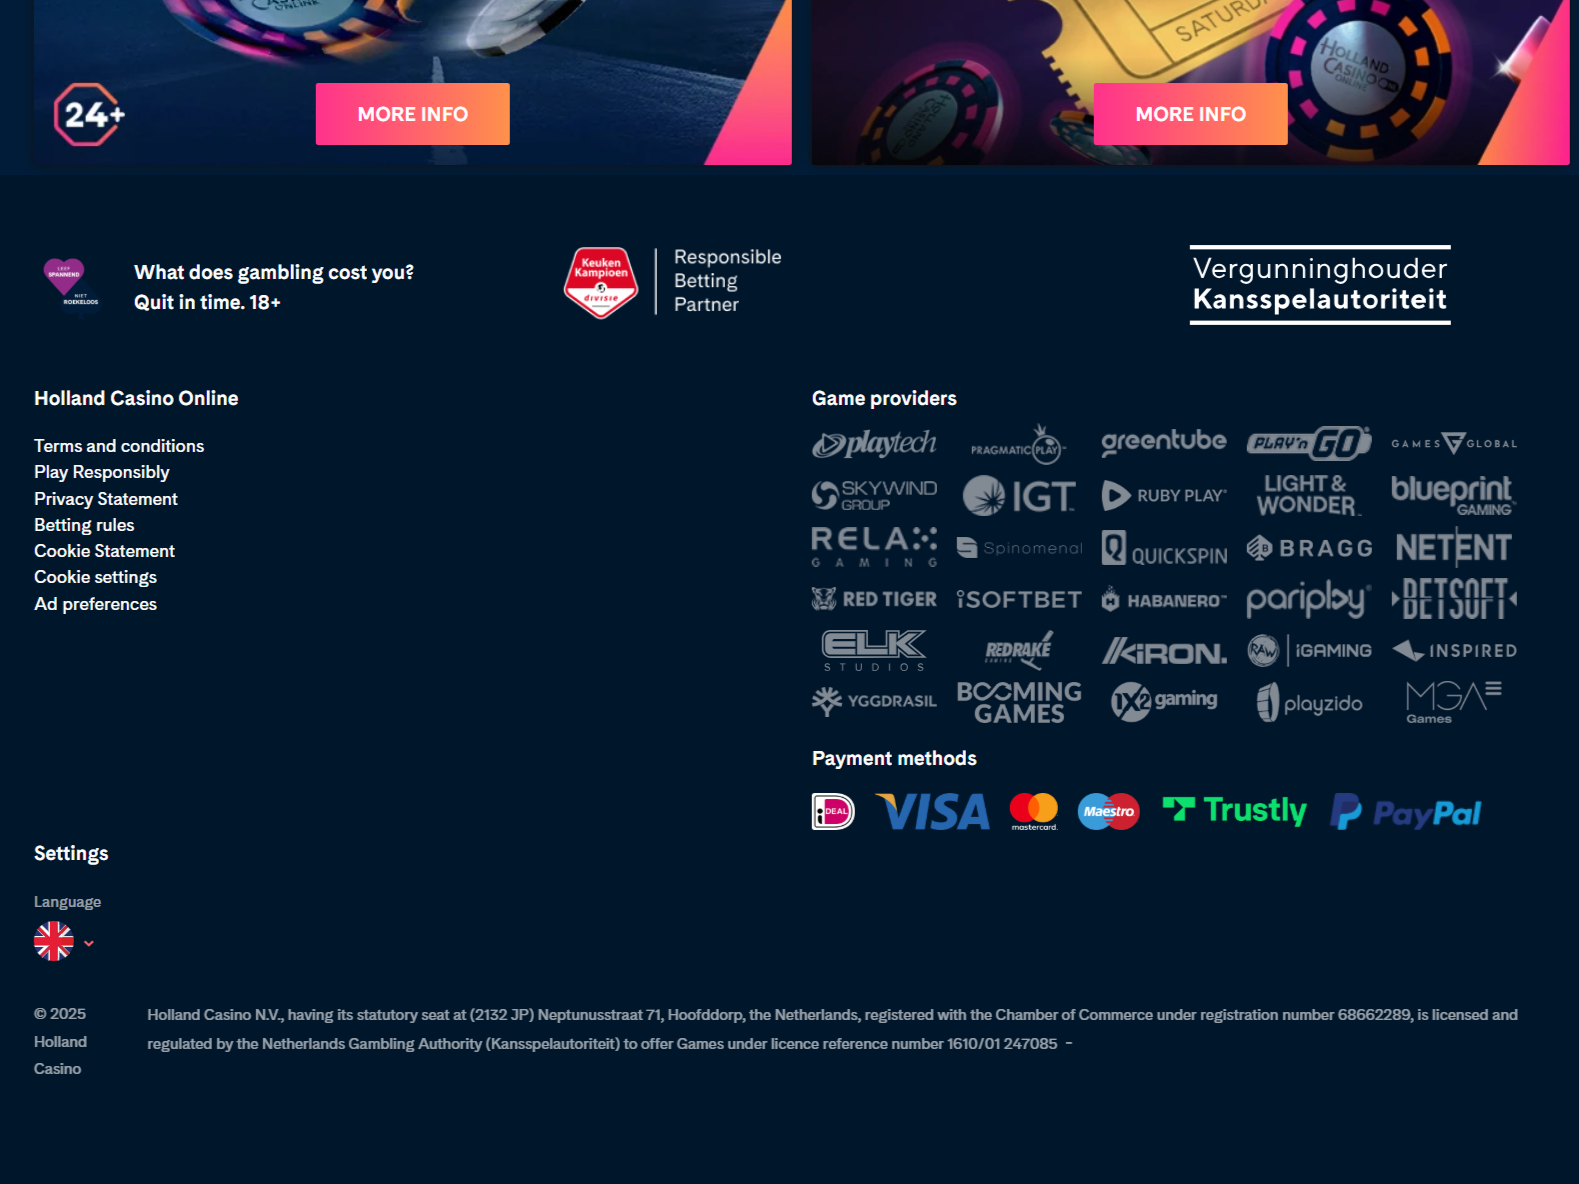 24+
MORE INFO
SATURDA
HOLLAND
CASINO
ONLINE
MORE INFO
LEEF
SPANNEND
NIET
ROEKELOOS
What does gambling cost you?
Quit in time. 18+
Keuken
Kampioen
divisie
Responsible
Betting
Partner
Vergunninghouder
Kansspelautoriteit
Holland Casino Online
Terms and conditions
Play Responsibly
Privacy Statement
Betting rules
Cookie Statement
Cookie settings
Ad preferences
Game providers
playtech PRAGMATIC PLAY™ greentube PLAY'n GO® GAMES GLOBAL
SKYWIND GROUP IGT™ RUBY PLAY® LIGHT & WONDER™ blueprint GAMING™
RELAX GAMING Spinomenal QUICKSPIN BRAGG NETENT
RED TIGER iSOFTBET HABANERO™ pariplay® BETSOFT
ELK STUDIOS REDRAKE GAMING KIRON. RAW iGAMING INSPIRED
YGGDRASIL BOOMING GAMES 1X2 gaming playzido MGA Games
Payment methods
iDEAL VISA mastercard. Maestro Trustly PayPal
Settings
Language
© 2025
Holland
Casino
Holland Casino N.V., having its statutory seat at (2132 JP) Neptunusstraat 71, Hoofddorp, the Netherlands, registered with the Chamber of Commerce under registration number 68662289, is licensed and
regulated by the Netherlands Gambling Authority (Kansspelautoriteit) to offer Games under licence reference number 1610/01 247085 -